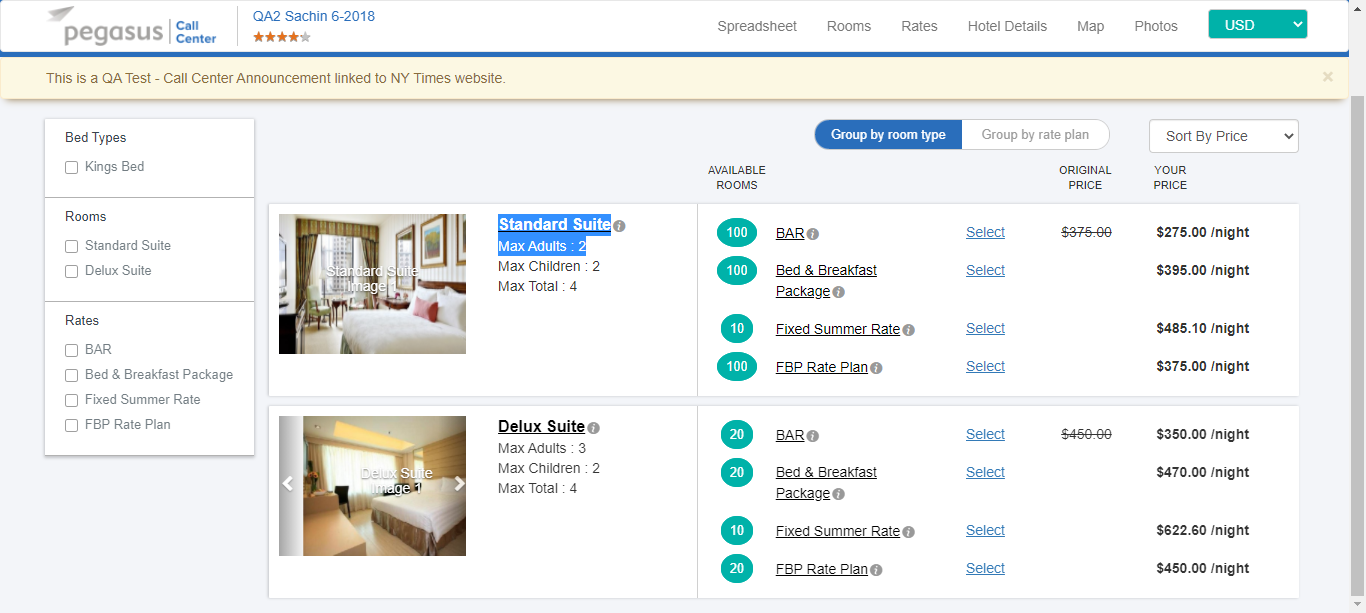 pegasus Call Center
QA2 Sachin 6-2018
Spreadsheet Rooms Rates Hotel Details Map Photos USD
This is a QA Test - Call Center Announcement linked to NY Times website. ×
Bed Types
Kings Bed
Rooms
Standard Suite
Delux Suite
Rates
BAR
Bed & Breakfast Package
Fixed Summer Rate
FBP Rate Plan
Group by room type Group by rate plan Sort By Price
AVAILABLE ROOMS ORIGINAL PRICE YOUR PRICE
Standard Suite
Image 1
Standard Suite
Max Adults : 2
Max Children : 2
Max Total : 4
100 BAR Select $375.00 $275.00 /night
100 Bed & Breakfast Package Select $395.00 /night
10 Fixed Summer Rate Select $485.10 /night
100 FBP Rate Plan Select $375.00 /night
Delux Suite
Image 1
Delux Suite
Max Adults : 3
Max Children : 2
Max Total : 4
20 BAR Select $450.00 $350.00 /night
20 Bed & Breakfast Package Select $470.00 /night
10 Fixed Summer Rate Select $622.60 /night
20 FBP Rate Plan Select $450.00 /night